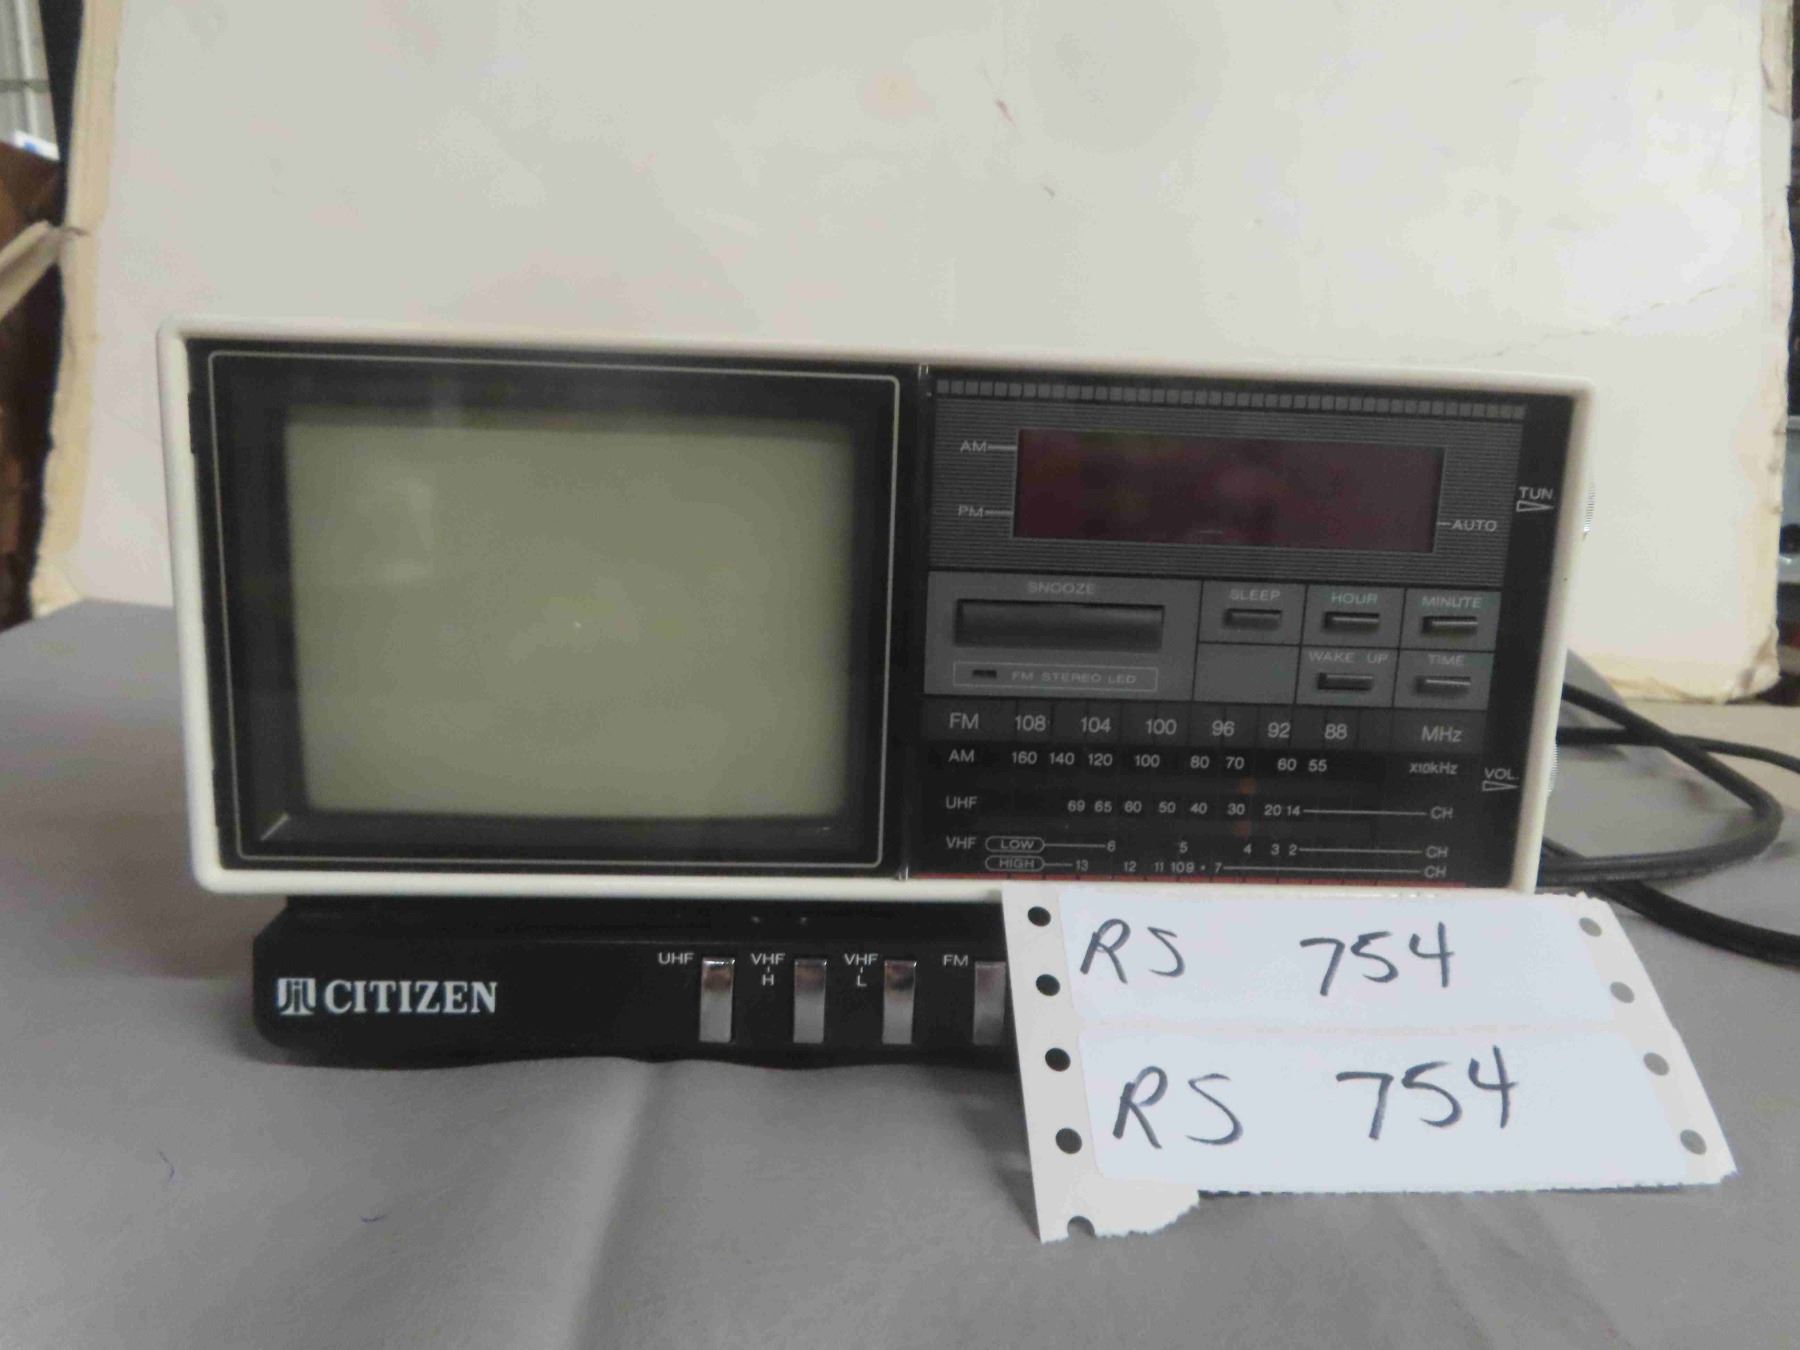 AM
TUN.
PM
AUTO
SNOOZE
SLEEP HOUR MINUTE
WAKE UP TIME
FM STEREO LED
FM 108 104 100 96 92 88 MHz
AM 160 140 120 100 80 70 60 55 x10kHz
VOL.
UHF 69 65 60 50 40 30 20 14 CH
VHF LOW 6 5 4 3 2 CH
HIGH 13 12 11 10 9 • 7 CH
UHF VHF-H VHF-L FM
CITIZEN
RS 754
RS 754